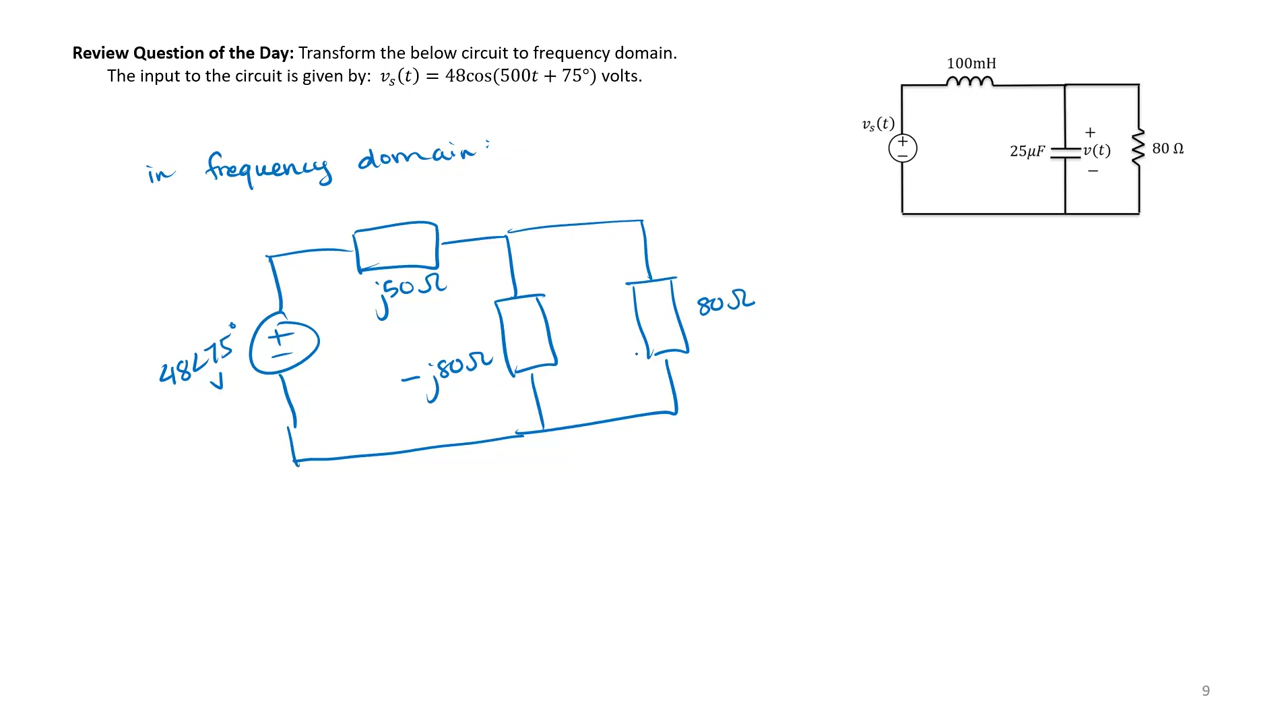 Review Question of the Day: Transform the below circuit to frequency domain.
The input to the circuit is given by: 𝑣ₛ(𝑡) = 48cos(500𝑡 + 75°) volts.
100mH
𝑣ₛ(𝑡)
+
−
25𝜇𝐹
+
𝑣(𝑡)
−
80 Ω
in frequency domain:
j50Ω
48∠75° V
+
−
-j80Ω
80Ω
9